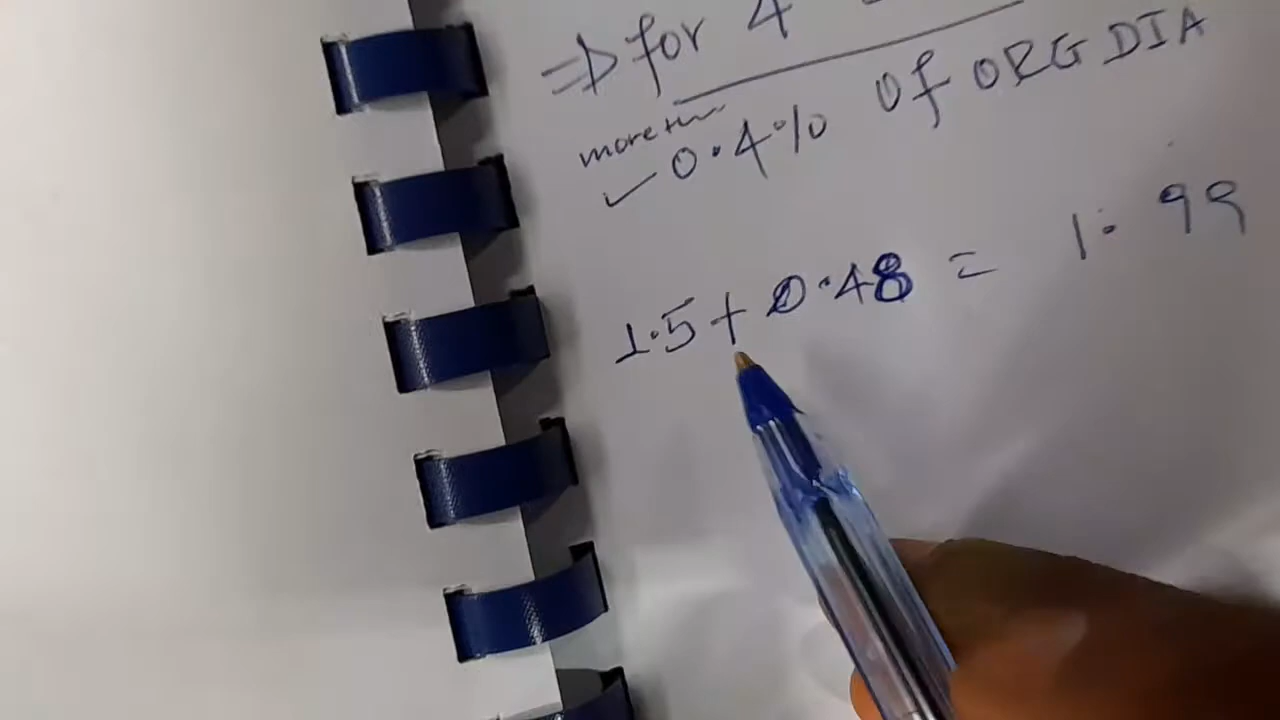 ⇒ for 4
more than
✓ 0.4% of ORG DIA
1.5 + 0.48 = 1.99